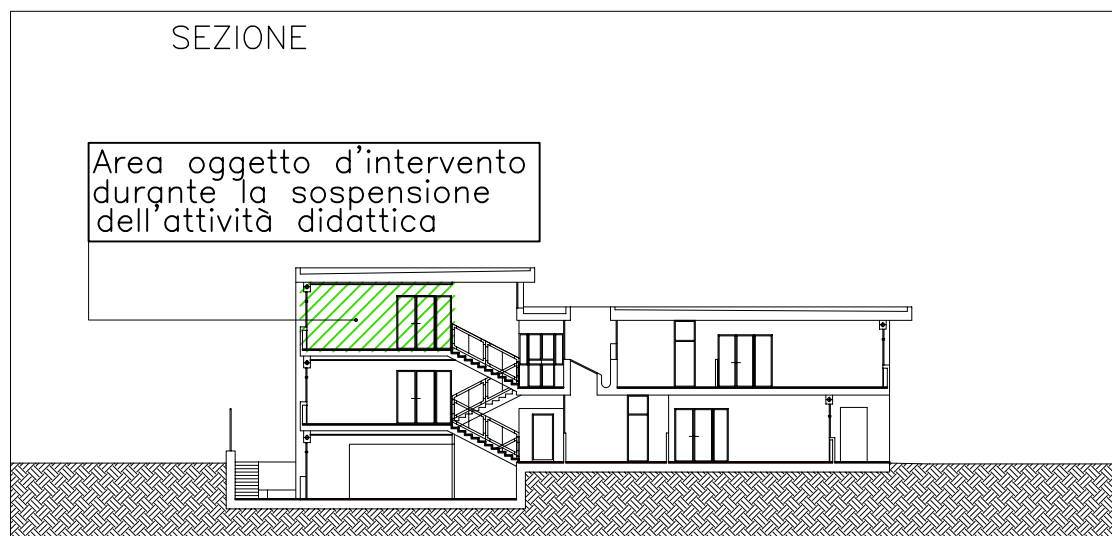 SEZIONE
Area oggetto d'intervento
durante la sospensione
dell'attività didattica